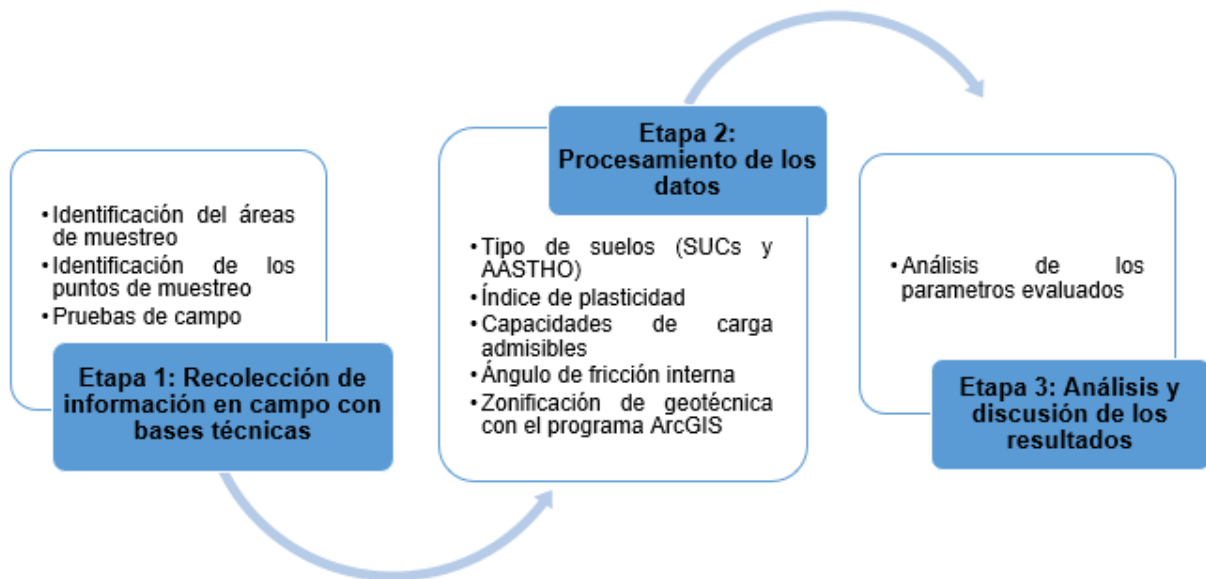 •Identificación del áreas
de muestreo
•Identificación de los
puntos de muestreo
•Pruebas de campo
Etapa 1: Recolección de
información en campo con
bases técnicas
Etapa 2:
Procesamiento de los
datos
•Tipo de suelos (SUCs y
AASTHO)
•Índice de plasticidad
•Capacidades de carga
admisibles
•Ángulo de fricción interna
•Zonificación de geotécnica
con el programa ArcGIS
•Análisis de los
parametros evaluados
Etapa 3: Análisis y
discusión de los
resultados